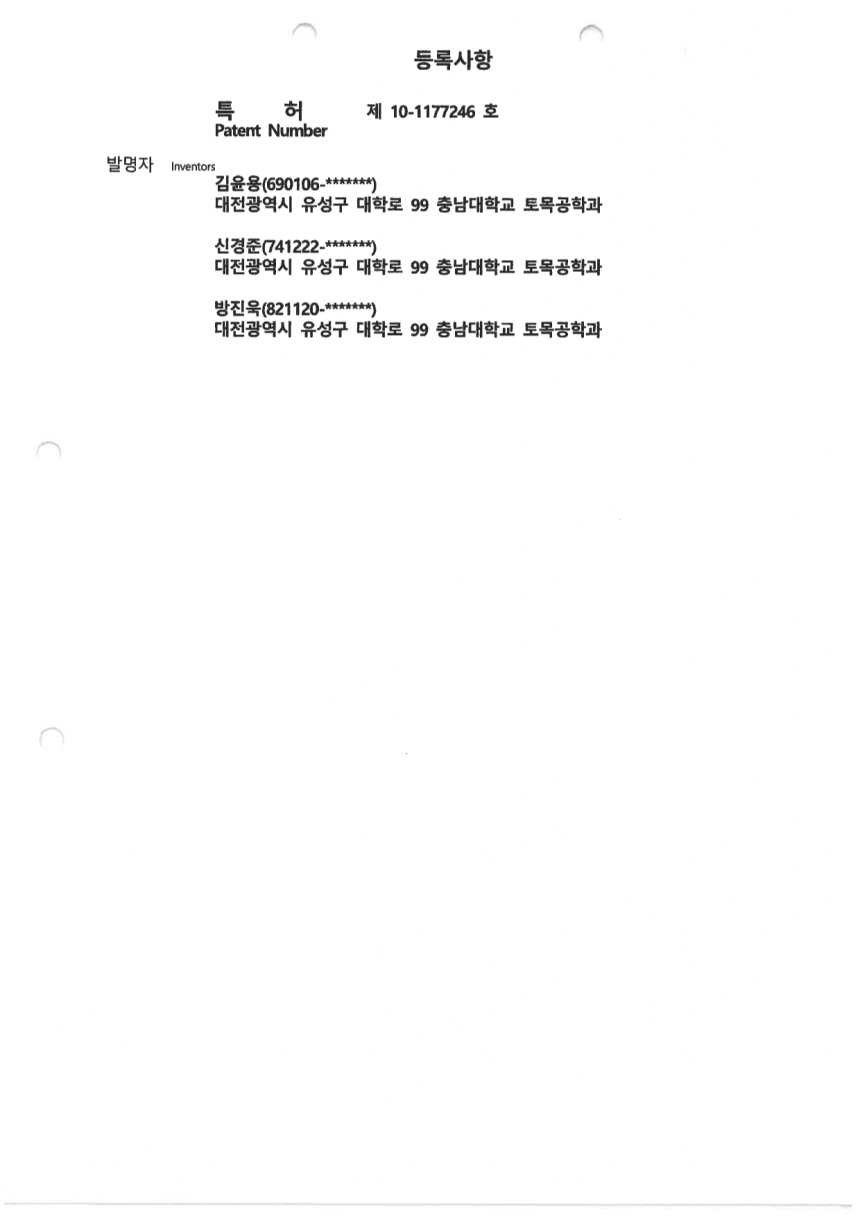 등록사항
특 허 제 10-1177246 호
Patent Number
발명자 Inventors
김윤용(690106-*******)
대전광역시 유성구 대학로 99 충남대학교 토목공학과
신경준(741222-*******)
대전광역시 유성구 대학로 99 충남대학교 토목공학과
방진욱(821120-*******)
대전광역시 유성구 대학로 99 충남대학교 토목공학과